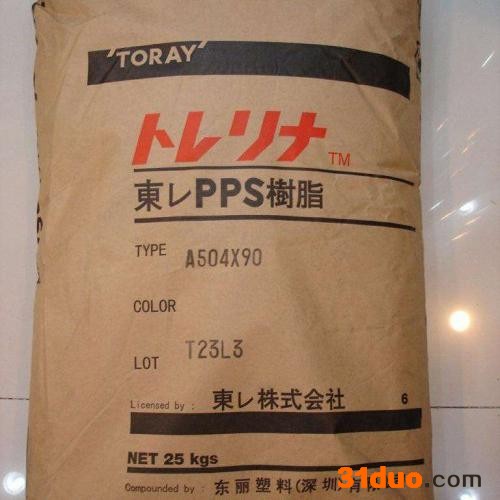 'TORAY'
トレリナ TM
東レPPS樹脂
TYPE A504X90
COLOR
LOT T23L3
Licensed by : 東レ株式会社 6
NET 25 kgs
Compounded by : 东丽塑料(深圳)有限
31duo.com